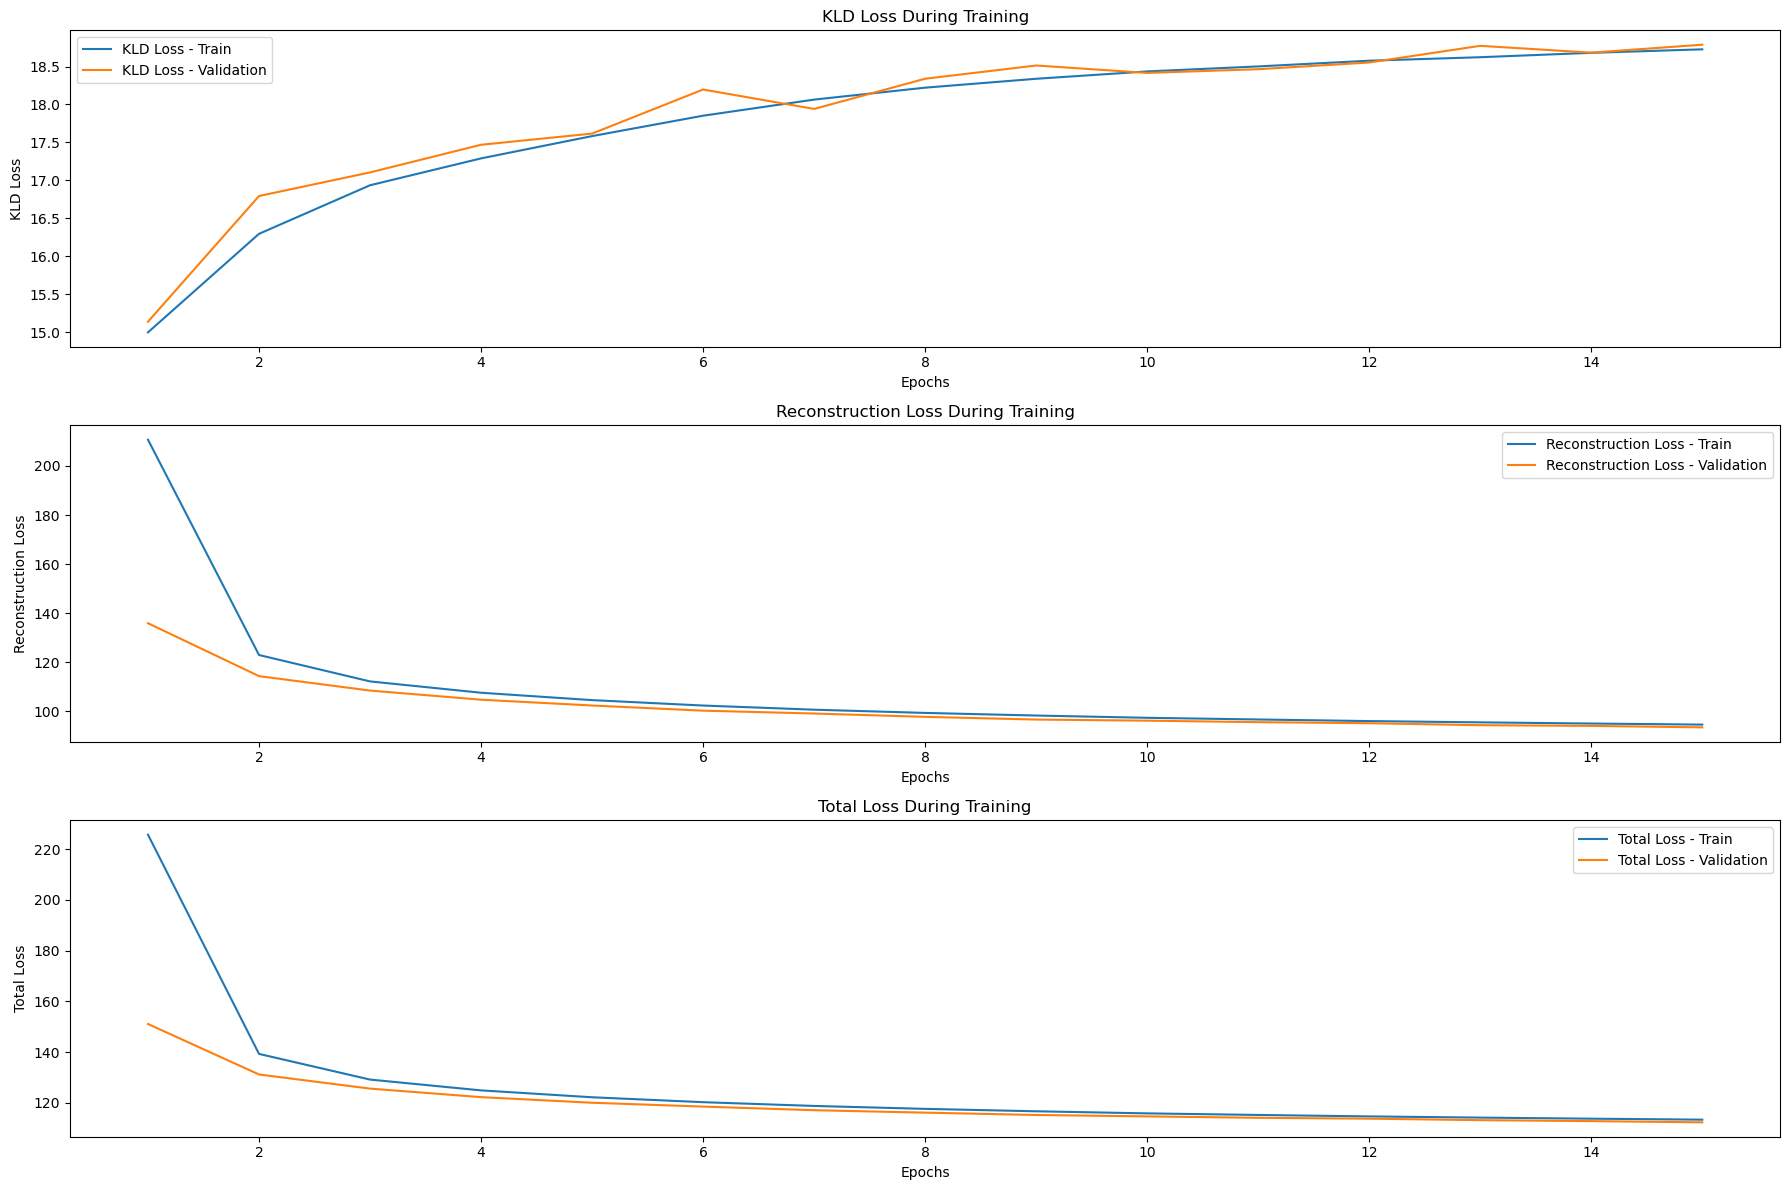 KLD Loss During Training
KLD Loss - Train
KLD Loss - Validation
KLD Loss
18.5
18.0
17.5
17.0
16.5
16.0
15.5
15.0
2 4 6 8 10 12 14
Epochs
Reconstruction Loss During Training
Reconstruction Loss - Train
Reconstruction Loss - Validation
Reconstruction Loss
200
180
160
140
120
100
2 4 6 8 10 12 14
Epochs
Total Loss During Training
Total Loss - Train
Total Loss - Validation
Total Loss
220
200
180
160
140
120
2 4 6 8 10 12 14
Epochs